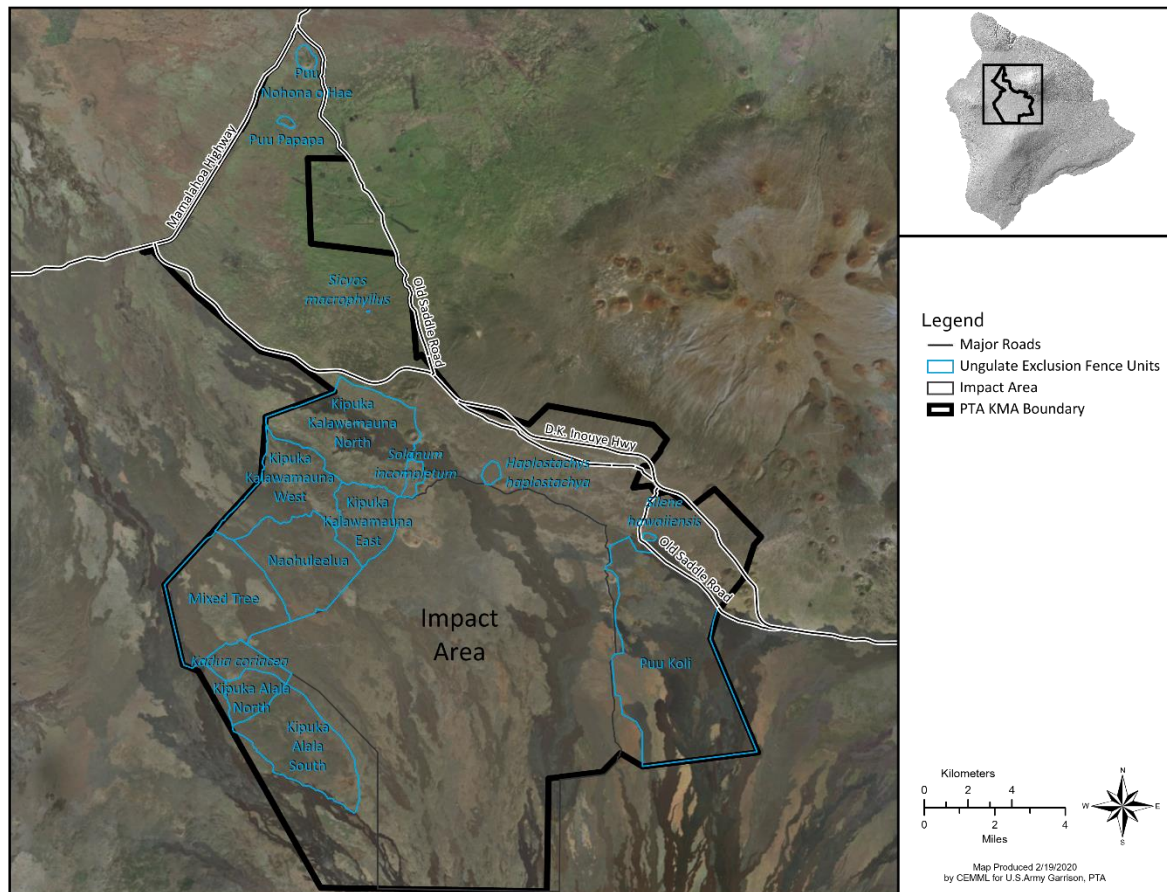 Puu
Nohona o Hae
Puu Papapa
Mamalahoa Highway
Sicyos
macrophyllus
Old Saddle Road
Kipuka
Kalawamauna
North
Solanum
incompletum
D.K. Inouye Hwy
Haplostachys
haplostachya
Kipuka
Kalawamauna
West
Kipuka
Kalawamauna
East
Silene
hawaiiensis
Old Saddle Road
Naohuleelua
Mixed Tree
Impact
Area
Kadua coriacea
Puu Koli
Kipuka Alala
North
Kipuka
Alala
South
Legend
Major Roads
Ungulate Exclusion Fence Units
Impact Area
PTA KMA Boundary
Kilometers
0 2 4
0 2 4
Miles
N
W E
S
Map Produced 2/19/2020
by CEMML for U.S.Army Garrison, PTA